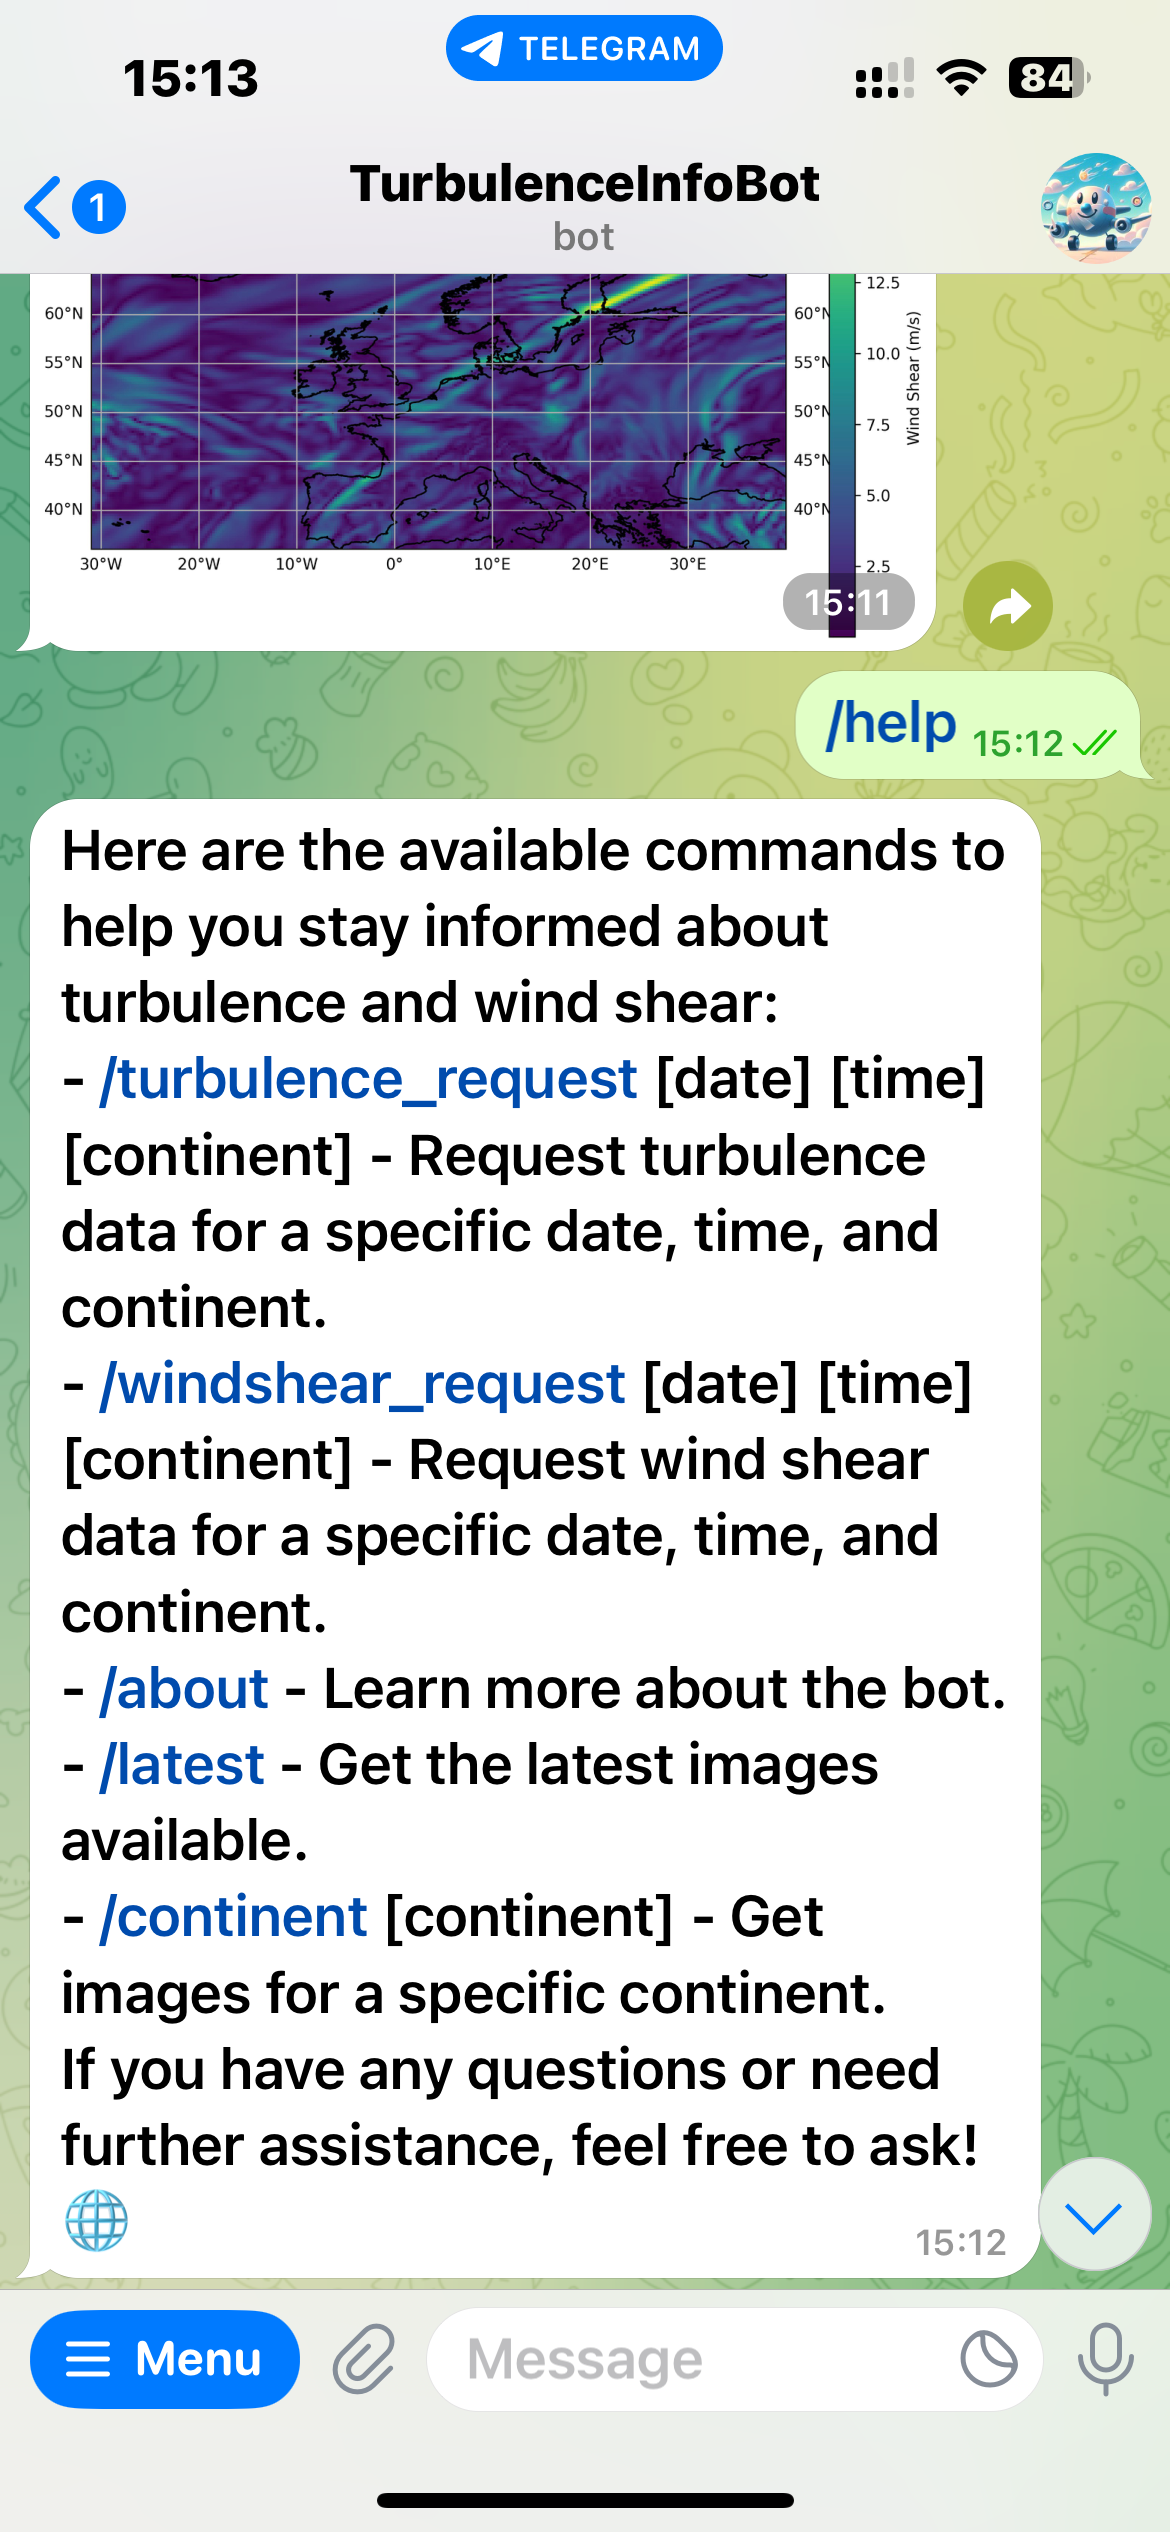 TELEGRAM
15:13
84
1
TurbulenceInfoBot
bot
60°N
55°N
50°N
45°N
40°N
30°W 20°W 10°W 0° 10°E 20°E 30°E
60°N
55°N
50°N
45°N
40°N
12.5
10.0
7.5
5.0
2.5
Wind Shear (m/s)
15:11
/help 15:12
Here are the available commands to
help you stay informed about
turbulence and wind shear:
- /turbulence_request [date] [time]
[continent] - Request turbulence
data for a specific date, time, and
continent.
- /windshear_request [date] [time]
[continent] - Request wind shear
data for a specific date, time, and
continent.
- /about - Learn more about the bot.
- /latest - Get the latest images
available.
- /continent [continent] - Get
images for a specific continent.
If you have any questions or need
further assistance, feel free to ask!
🌐 15:12
Menu
Message